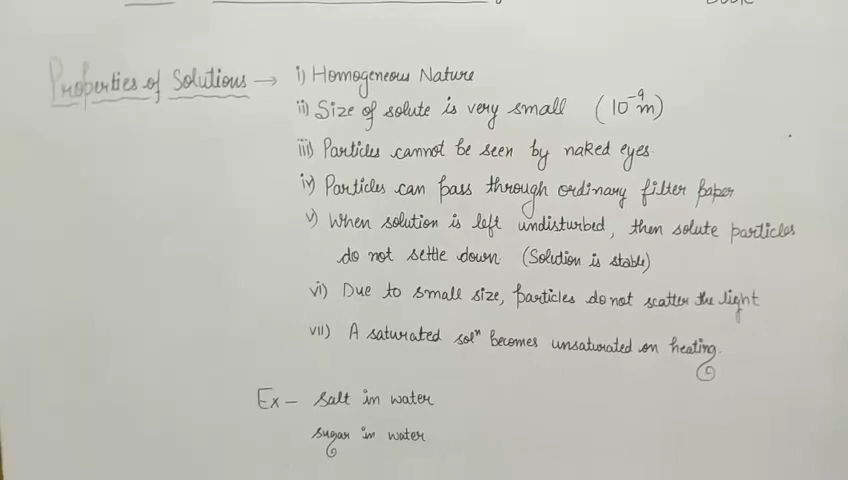 Properties of Solutions → i) Homogeneous Nature
ii) Size of solute is very small (10⁻⁹m)
iii) Particles cannot be seen by naked eyes.
iv) Particles can pass through ordinary filter paper
v) When solution is left undisturbed, then solute particles
do not settle down (Solution is stable)
vi) Due to small size, particles do not scatter the light
vii) A saturated solⁿ becomes unsaturated on heating.
Ex – Salt in water
sugar in water